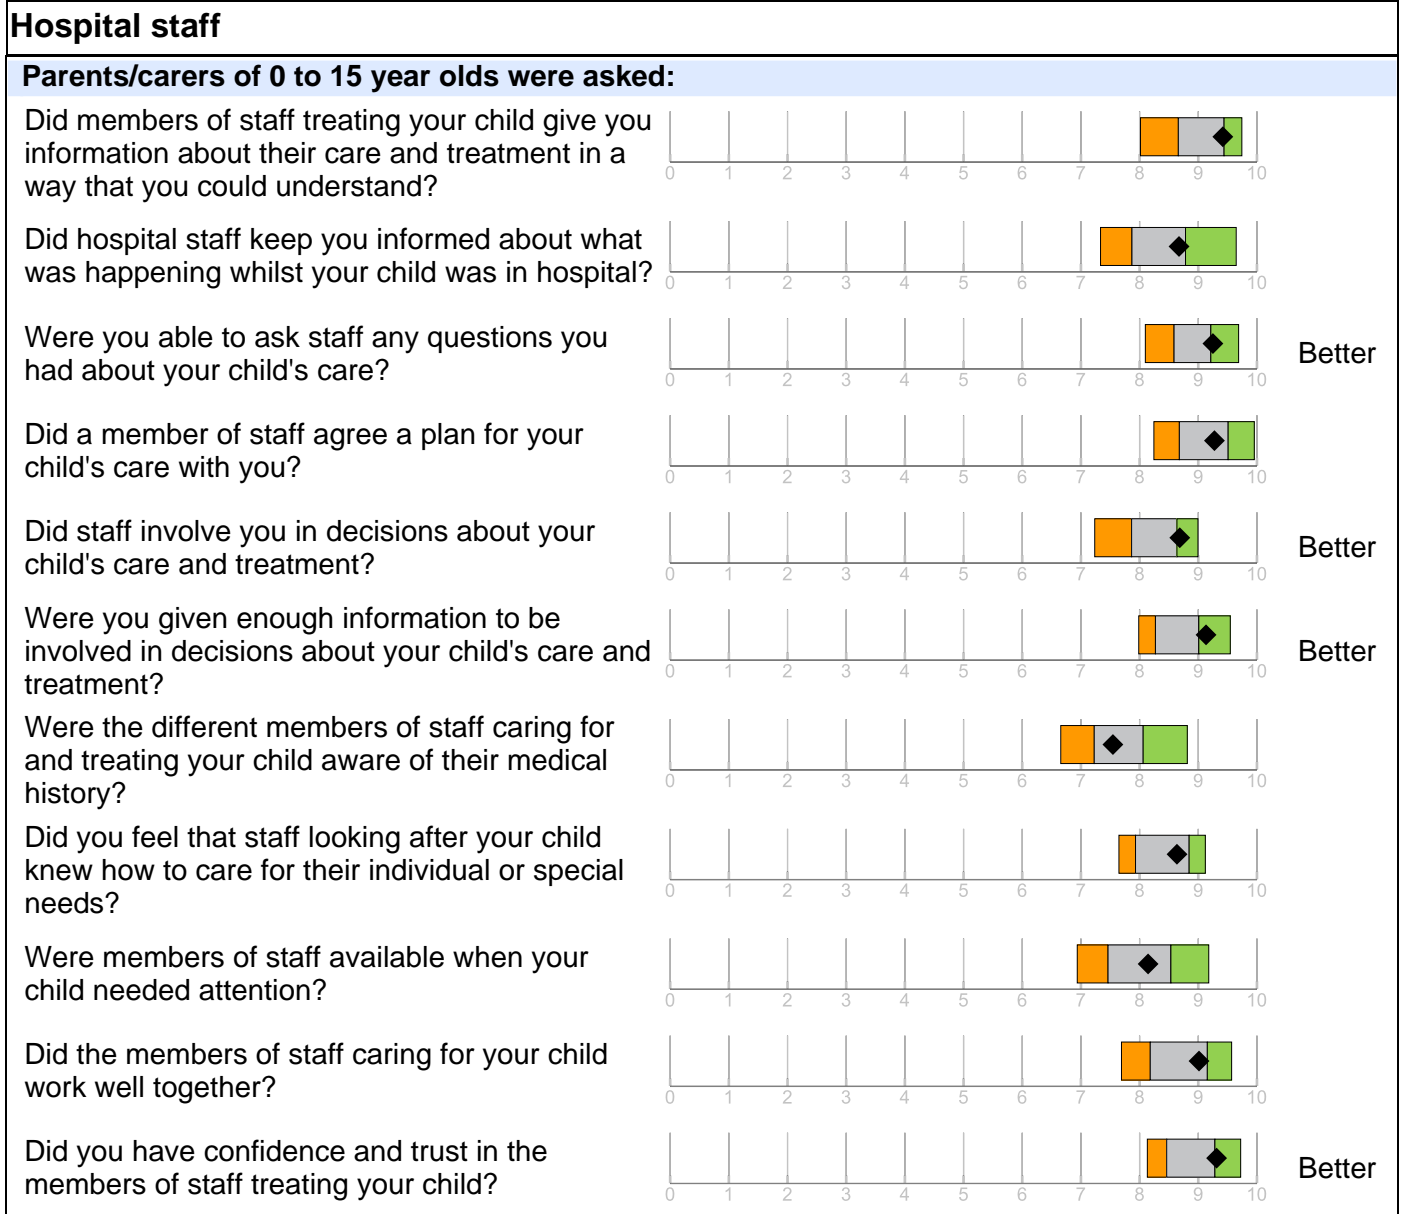 Hospital staff
Parents/carers of 0 to 15 year olds were asked:
Did members of staff treating your child give you
information about their care and treatment in a
way that you could understand?
0 1 2 3 4 5 6 7 8 9 10
Did hospital staff keep you informed about what
was happening whilst your child was in hospital?
0 1 2 3 4 5 6 7 8 9 10
Were you able to ask staff any questions you
had about your child's care?
0 1 2 3 4 5 6 7 8 9 10
Better
Did a member of staff agree a plan for your
child's care with you?
0 1 2 3 4 5 6 7 8 9 10
Did staff involve you in decisions about your
child's care and treatment?
0 1 2 3 4 5 6 7 8 9 10
Better
Were you given enough information to be
involved in decisions about your child's care and
treatment?
0 1 2 3 4 5 6 7 8 9 10
Better
Were the different members of staff caring for
and treating your child aware of their medical
history?
0 1 2 3 4 5 6 7 8 9 10
Did you feel that staff looking after your child
knew how to care for their individual or special
needs?
0 1 2 3 4 5 6 7 8 9 10
Were members of staff available when your
child needed attention?
0 1 2 3 4 5 6 7 8 9 10
Did the members of staff caring for your child
work well together?
0 1 2 3 4 5 6 7 8 9 10
Did you have confidence and trust in the
members of staff treating your child?
0 1 2 3 4 5 6 7 8 9 10
Better